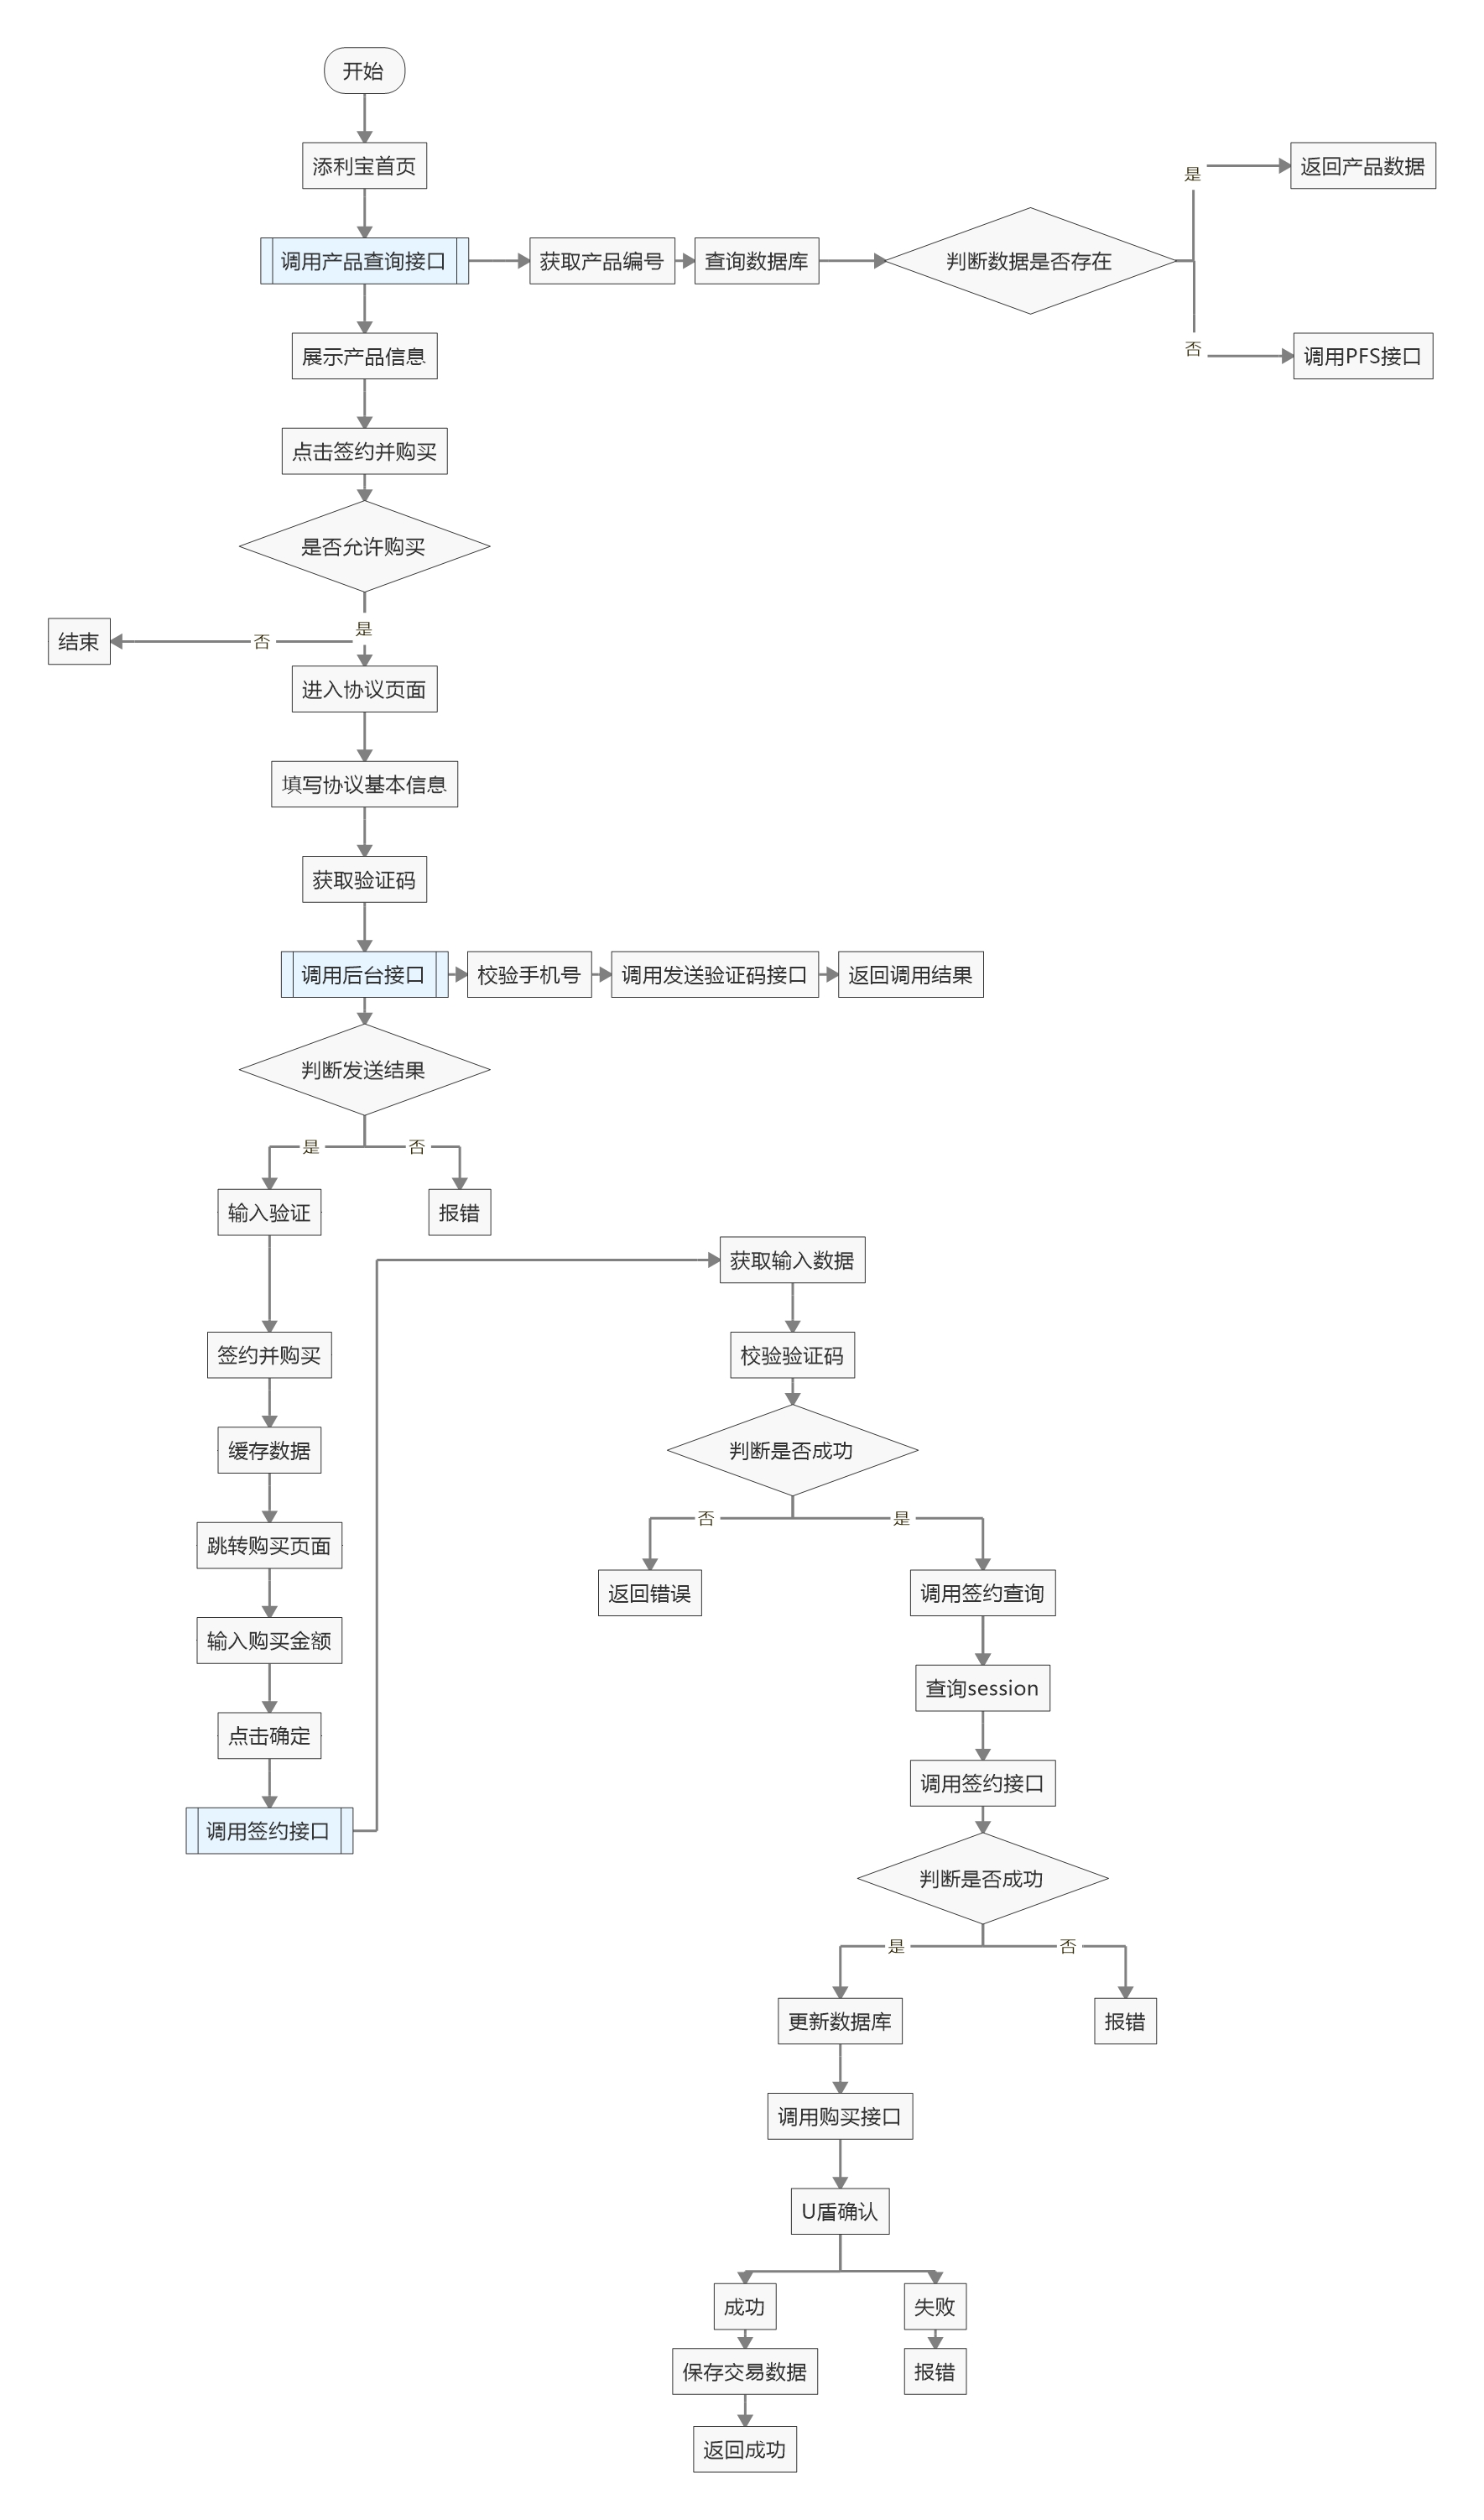 开始
添利宝首页
调用产品查询接口
获取产品编号
查询数据库
判断数据是否存在
是
返回产品数据
否
调用PFS接口
展示产品信息
点击签约并购买
是否允许购买
是
否
结束
进入协议页面
填写协议基本信息
获取验证码
调用后台接口
校验手机号
调用发送验证码接口
返回调用结果
判断发送结果
是
否
输入验证
报错
签约并购买
缓存数据
跳转购买页面
输入购买金额
点击确定
调用签约接口
获取输入数据
校验验证码
判断是否成功
否
是
返回错误
调用签约查询
查询session
调用签约接口
判断是否成功
是
否
更新数据库
报错
调用购买接口
U盾确认
成功
失败
保存交易数据
报错
返回成功